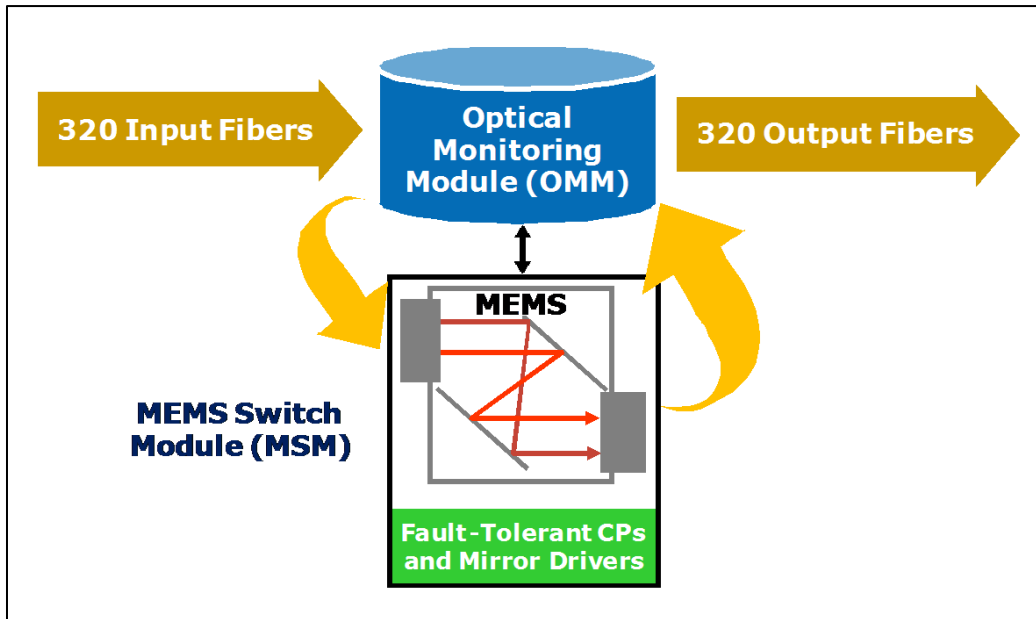 320 Input Fibers
Optical
Monitoring
Module (OMM)
320 Output Fibers
MEMS
MEMS Switch
Module (MSM)
Fault-Tolerant CPs
and Mirror Drivers